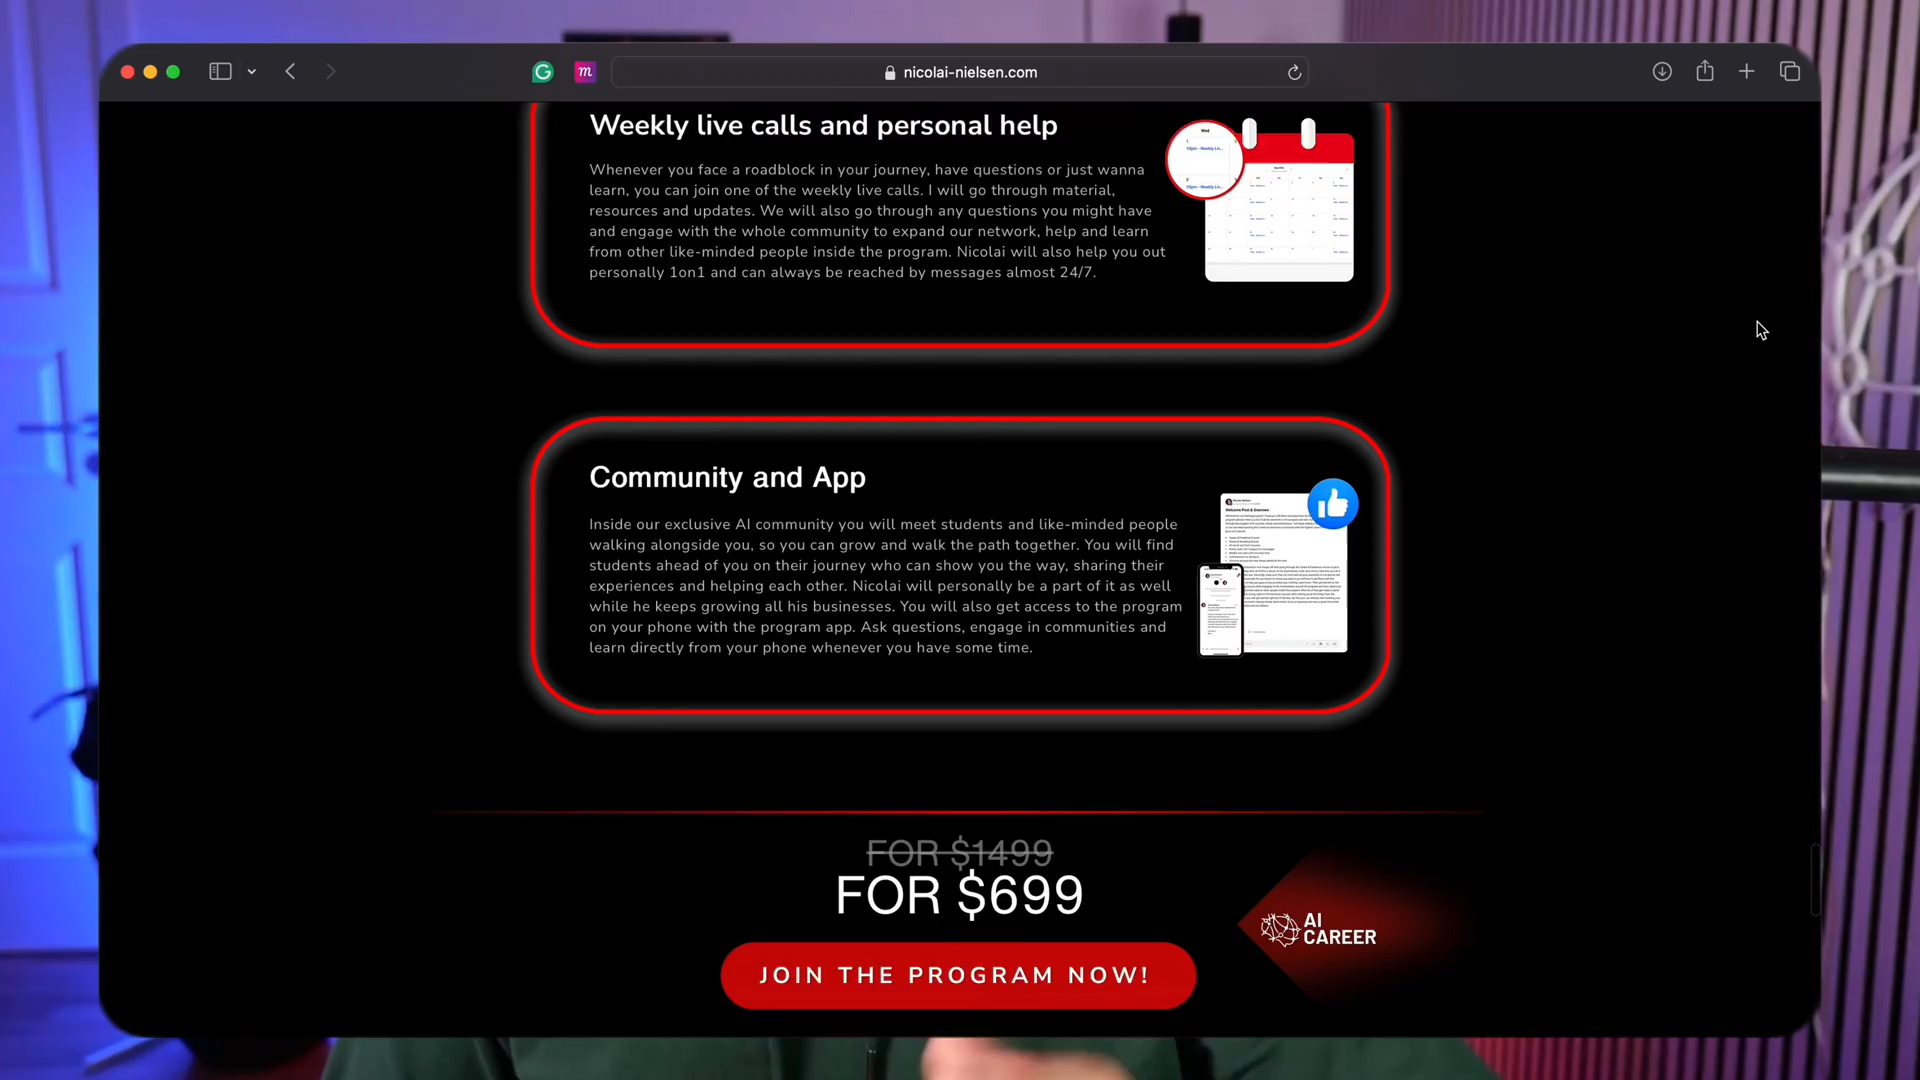 nicolai-nielsen.com
Weekly live calls and personal help
Whenever you face a roadblock in your journey, have questions or just wanna
learn, you can join one of the weekly live calls. I will go through material,
resources and updates. We will also go through any questions you might have
and engage with the whole community to expand our network, help and learn
from other like-minded people inside the program. Nicolai will also help you out
personally 1on1 and can always be reached by messages almost 24/7.
Wed
Community and App
Inside our exclusive AI community you will meet students and like-minded people
walking alongside you, so you can grow and walk the path together. You will find
students ahead of you on their journey who can show you the way, sharing their
experiences and helping each other. Nicolai will personally be a part of it as well
while he keeps growing all his businesses. You will also get access to the program
on your phone with the program app. Ask questions, engage in communities and
learn directly from your phone whenever you have some time.
Welcome Post & Overview
FOR $1499
FOR $699
JOIN THE PROGRAM NOW!
AI
CAREER